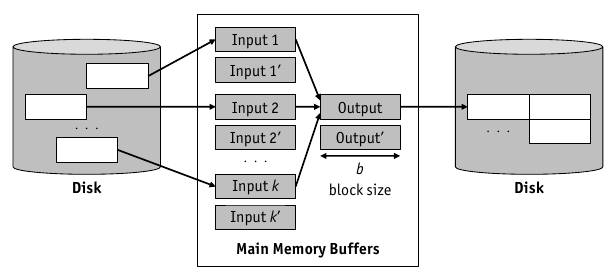 Input 1
Input 1′
Input 2
Input 2′
. . .
Input k
Input k′
Output
Output′
b
block size
. . .
Disk
. . .
Disk
Main Memory Buffers